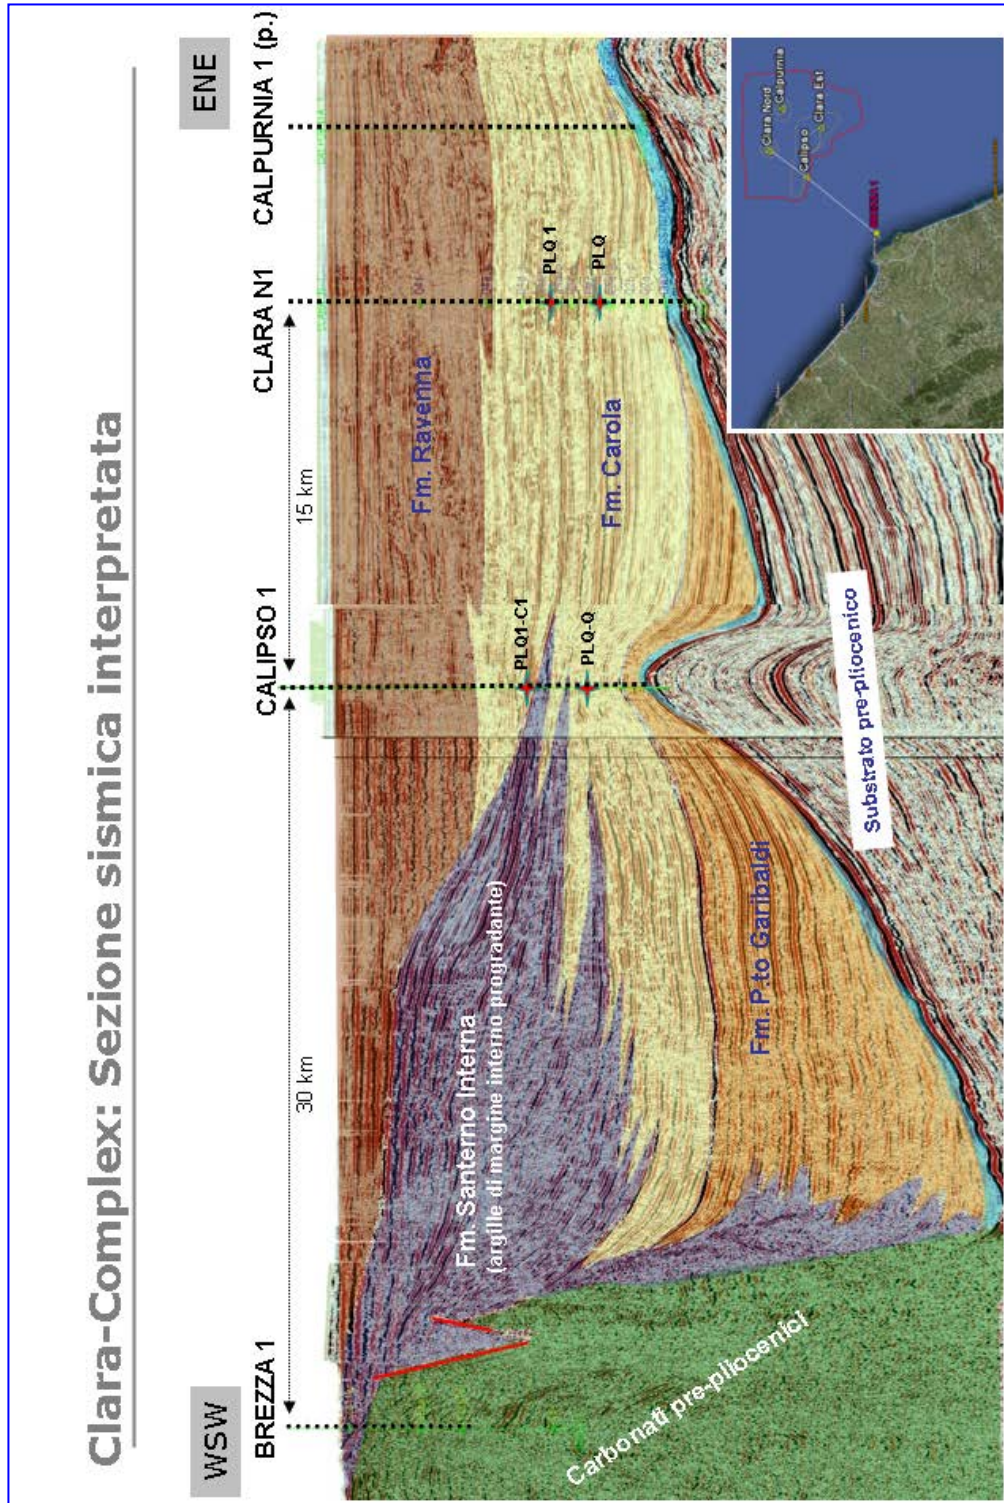 Clara-Complex: Sezione sismica interpretata
WSW
ENE
BREZZA 1
CALIPSO 1
CLARA N1
CALPURNIA 1 (p.)
30 km
15 km
Fm. Ravenna
Fm. Santerno Interna
(argille di margine interno progradante)
PLQ1-C1
PLQ 1
PLQ-Q
PLQ
Fm. Carola
Fm. P.to Garibaldi
Carbonati pre-pliocenici
Substrato pre-pliocenico
Clara Nord
Calpurnia
Calipso
Clara Est